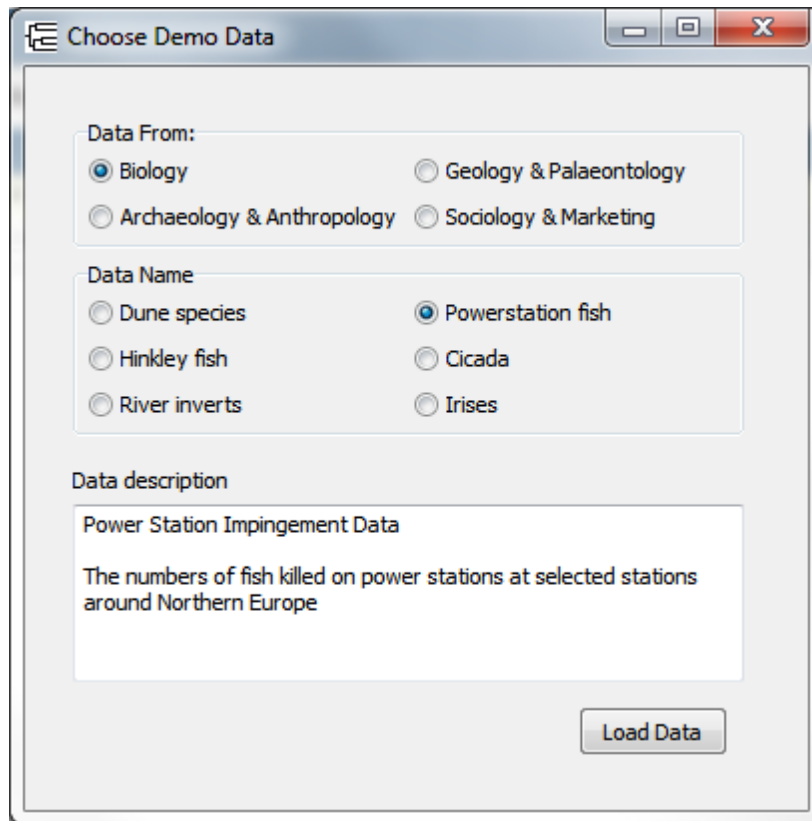 Choose Demo Data
Data From:
Biology
Geology & Palaeontology
Archaeology & Anthropology
Sociology & Marketing
Data Name
Dune species
Powerstation fish
Hinkley fish
Cicada
River inverts
Irises
Data description
Power Station Impingement Data
The numbers of fish killed on power stations at selected stations
around Northern Europe
Load Data